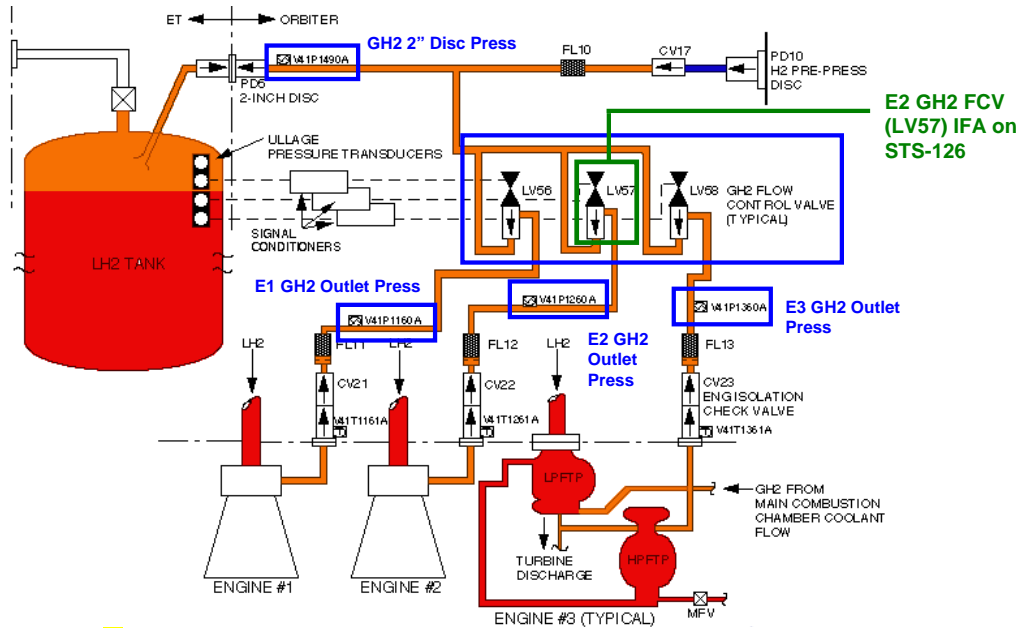 ET
ORBITER
GH2 2” Disc Press
V41P1490A
FL10
CV17
PD10
H2 PRE-PRESS
DISC
PD5
2-INCH DISC
E2 GH2 FCV
(LV57) IFA on
STS-126
ULLAGE
PRESSURE TRANSDUCERS
LV56
LV57
LV58
GH2 FLOW
CONTROL VALVE
(TYPICAL)
SIGNAL
CONDITIONERS
LH2 TANK
E1 GH2 Outlet Press
V41P1160A
V41P1260A
V41P1360A
E3 GH2 Outlet
Press
E2 GH2
Outlet
Press
LH2
FL11
LH2
FL12
LH2
FL13
CV21
CV22
CV23
ENG ISOLATION
CHECK VALVE
V41T1161A
V41T1261A
V41T1361A
LPFTP
GH2 FROM
MAIN COMBUSTION
CHAMBER COOLANT
FLOW
HPFTP
TURBINE
DISCHARGE
MFV
ENGINE #1
ENGINE #2
ENGINE #3 (TYPICAL)